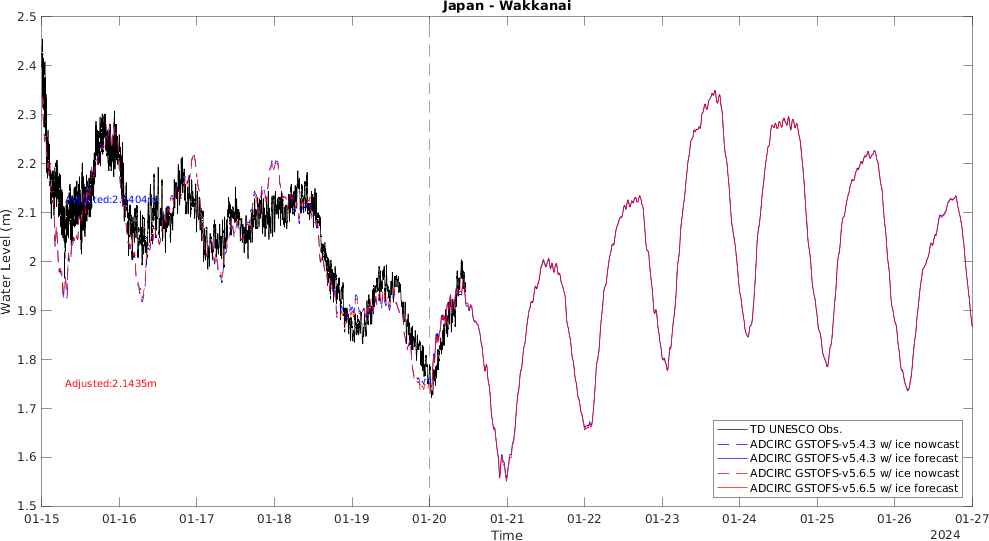 Japan - Wakkanai
Water Level (m)
2.5
2.4
2.3
2.2
2.1
2
1.9
1.8
1.7
1.6
1.5
Adjusted:2.1404m
Adjusted:2.1435m
TD UNESCO Obs.
ADCIRC GSTOFS-v5.4.3 w/ ice nowcast
ADCIRC GSTOFS-v5.4.3 w/ ice forecast
ADCIRC GSTOFS-v5.6.5 w/ ice nowcast
ADCIRC GSTOFS-v5.6.5 w/ ice forecast
01-15 01-16 01-17 01-18 01-19 01-20 01-21 01-22 01-23 01-24 01-25 01-26 01-27
Time
2024